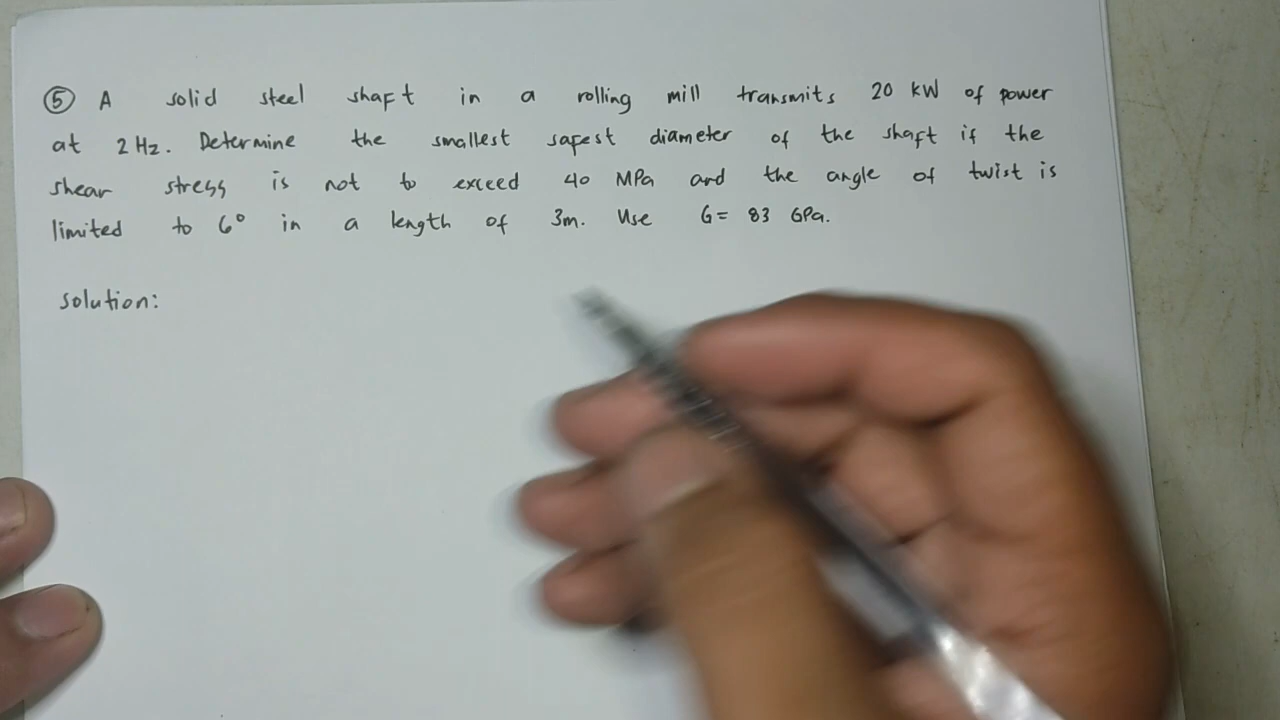 ⑤ A solid steel shaft in a rolling mill transmits 20 kW of power
at 2 Hz. Determine the smallest safest diameter of the shaft if the
shear stress is not to exceed 40 MPa and the angle of twist is
limited to 6° in a length of 3m. Use G= 83 GPa.
solution: